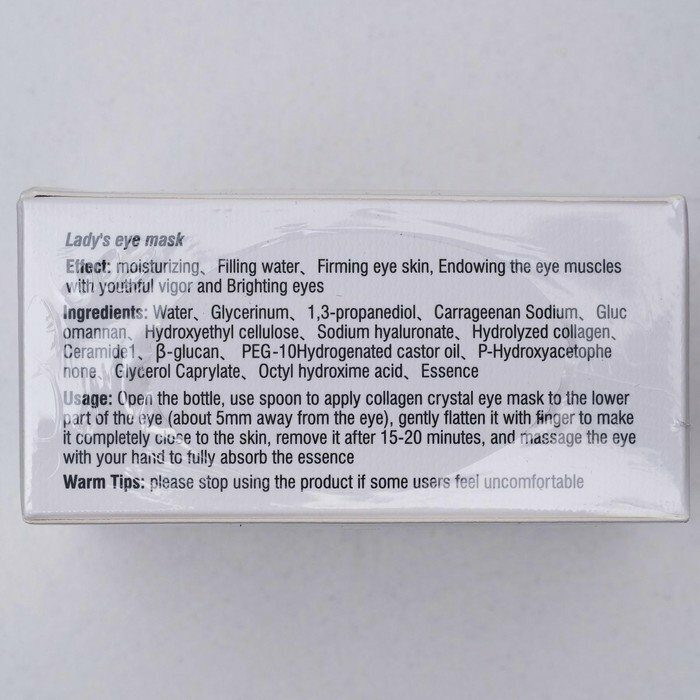 Lady's eye mask
Effect: moisturizing、 Filling water、 Firming eye skin, Endowing the eye muscles
with youthful vigor and Brighting eyes
Ingredients: Water、 Glycerinum、 1,3-propanediol、 Carrageenan Sodium、 Gluc
omannan、 Hydroxyethyl cellulose、 Sodium hyaluronate、 Hydrolyzed collagen、
Ceramide1、 β-glucan、 PEG-10Hydrogenated castor oil、 P-Hydroxyacetophe
none、 Glycerol Caprylate、 Octyl hydroxime acid、 Essence
Usage: Open the bottle, use spoon to apply collagen crystal eye mask to the lower
part of the eye (about 5mm away from the eye), gently flatten it with finger to make
it completely close to the skin, remove it after 15-20 minutes, and massage the eye
with your hand to fully absorb the essence
Warm Tips: please stop using the product if some users feel uncomfortable